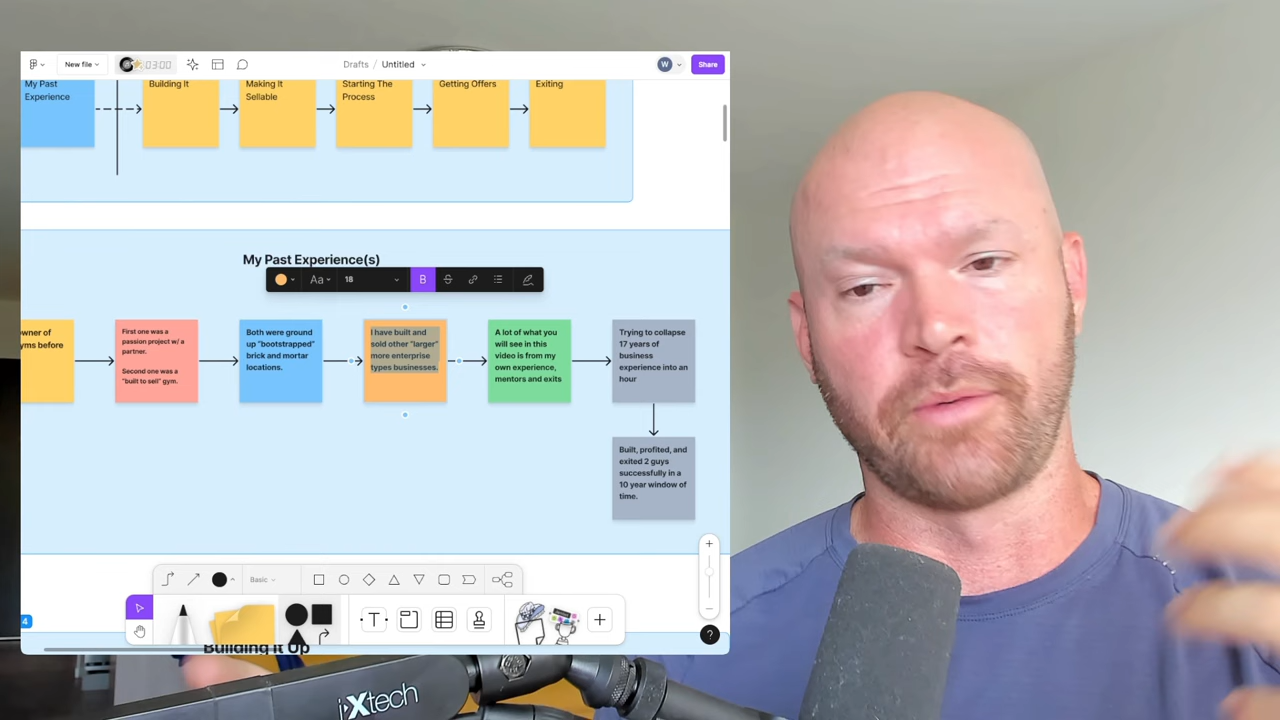 New file
03:00
Drafts / Untitled
W
Share
My Past
Experience
Building It
Making It
Sellable
Starting The
Process
Getting Offers
Exiting
My Past Experience(s)
Aa
18
B
S
owner of
yms before
First one was a
passion project w/ a
partner.
Second one was a
"built to sell" gym.
Both were ground
up "bootstrapped"
brick and mortar
locations.
I have built and
sold other "larger"
more enterprise
types businesses.
A lot of what you
will see in this
video is from my
own experience,
mentors and exits
Trying to collapse
17 years of
business
experience into an
hour
Built, profited, and
exited 2 guys
successfully in a
10 year window of
time.
Basic
T
4
?
Building It Up
iXtech